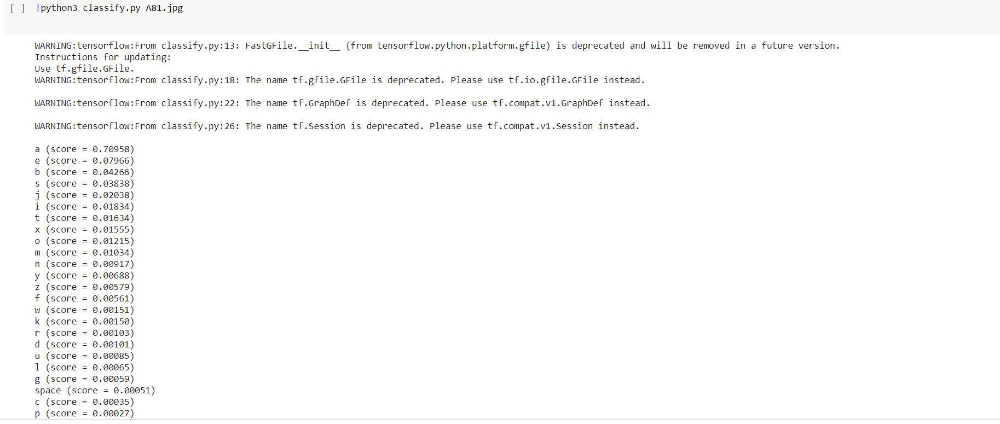 [ ] !python3 classify.py A81.jpg
WARNING:tensorflow:From classify.py:13: FastGFile.__init__ (from tensorflow.python.platform.gfile) is deprecated and will be removed in a future version.
Instructions for updating:
Use tf.gfile.GFile.
WARNING:tensorflow:From classify.py:18: The name tf.gfile.GFile is deprecated. Please use tf.io.gfile.GFile instead.
WARNING:tensorflow:From classify.py:22: The name tf.GraphDef is deprecated. Please use tf.compat.v1.GraphDef instead.
WARNING:tensorflow:From classify.py:26: The name tf.Session is deprecated. Please use tf.compat.v1.Session instead.
a (score = 0.70958)
e (score = 0.07966)
b (score = 0.04266)
s (score = 0.03838)
j (score = 0.02038)
i (score = 0.01834)
t (score = 0.01634)
x (score = 0.01555)
o (score = 0.01215)
m (score = 0.01034)
n (score = 0.00917)
y (score = 0.00688)
z (score = 0.00579)
f (score = 0.00561)
w (score = 0.00151)
k (score = 0.00150)
r (score = 0.00103)
d (score = 0.00101)
u (score = 0.00085)
l (score = 0.00065)
g (score = 0.00059)
space (score = 0.00051)
c (score = 0.00035)
p (score = 0.00027)